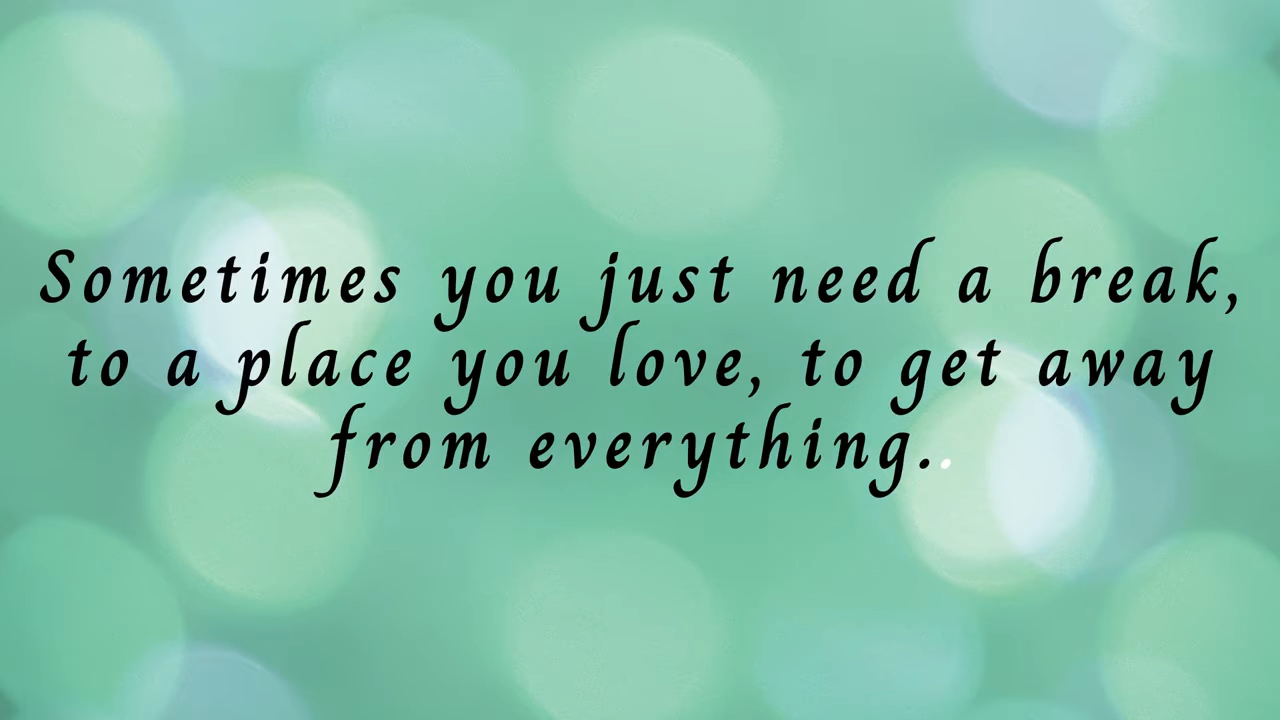 Sometimes you just need a break,
to a place you love, to get away
from everything..